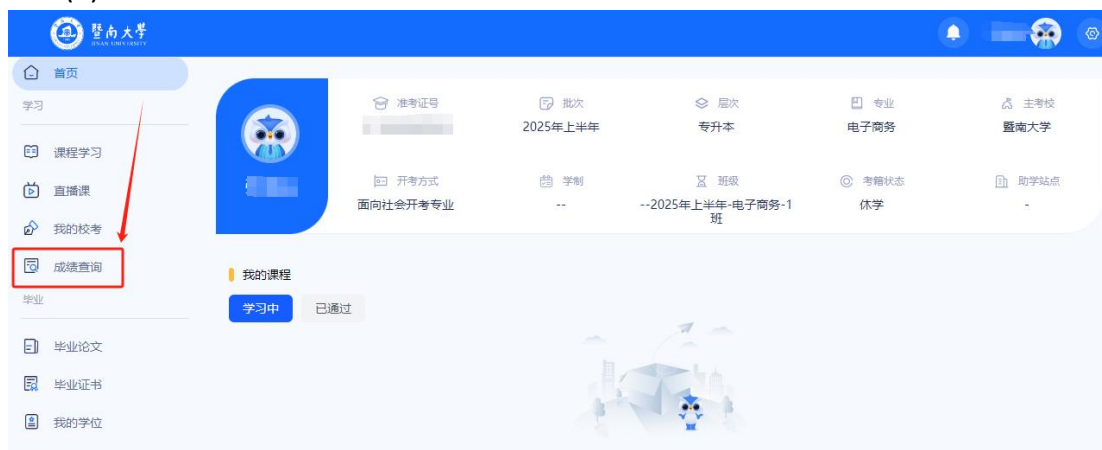 暨南大学
JINAN UNIVERSITY
首页
学习
课程学习
直播课
我的校考
成绩查询
毕业
毕业论文
毕业证书
我的学位
准考证号
批次
2025年上半年
层次
专升本
专业
电子商务
主考校
暨南大学
开考方式
面向社会开考专业
学制
--
班级
--2025年上半年-电子商务-1
班
考籍状态
休学
助学站点
-
我的课程
学习中
已通过